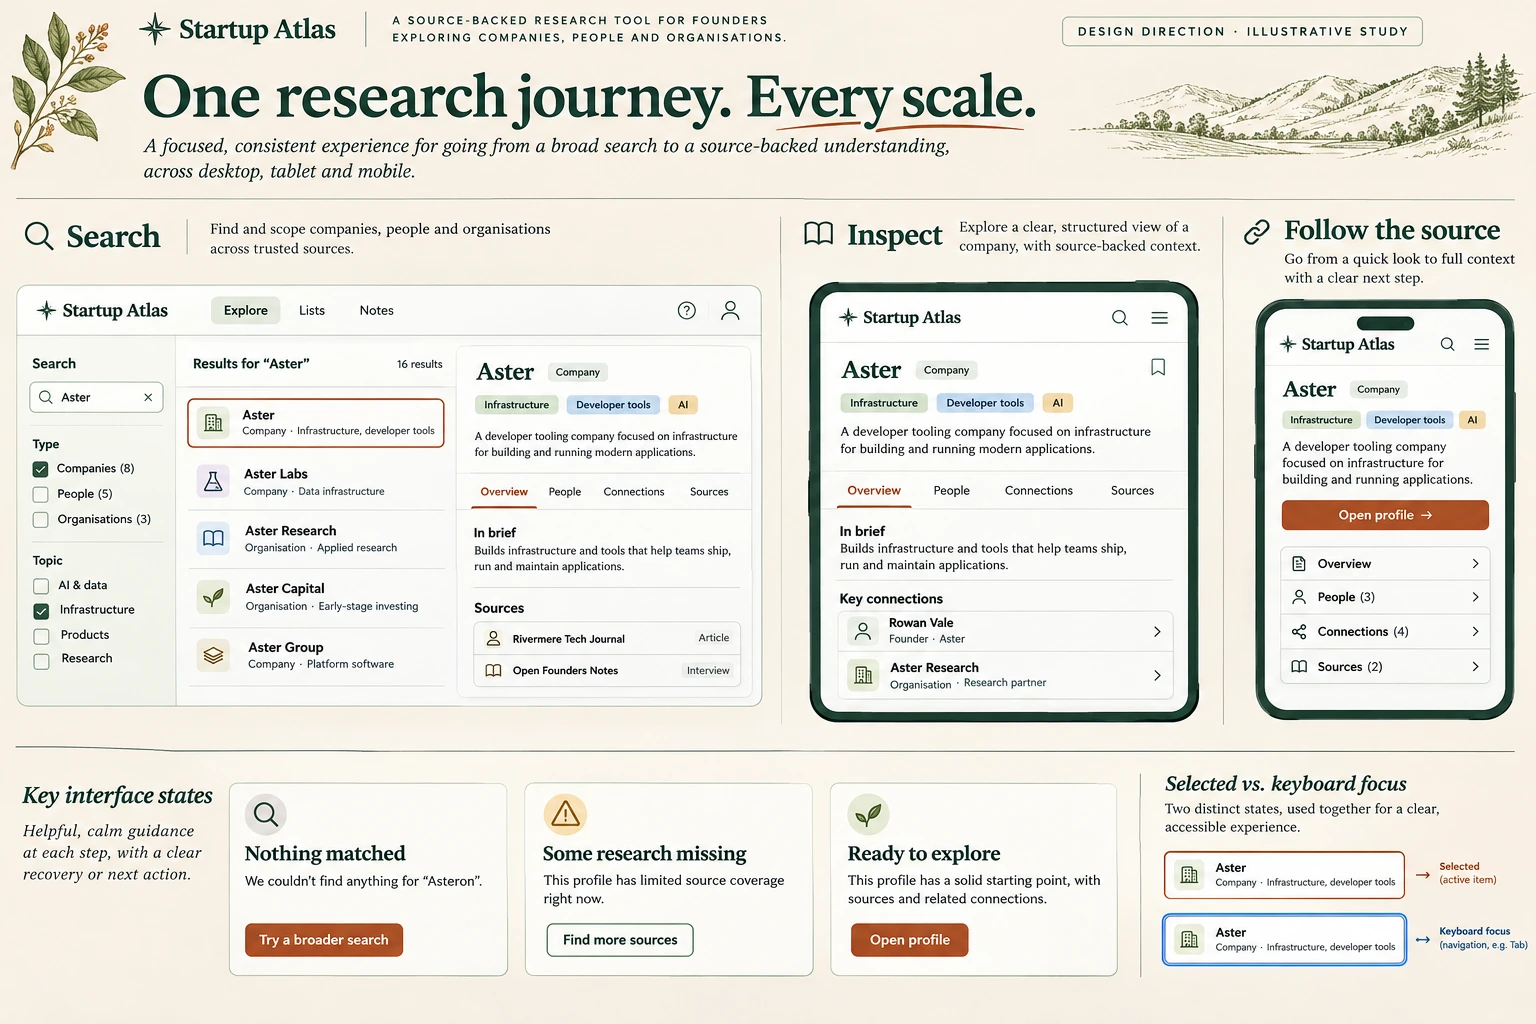 Startup Atlas
A SOURCE-BACKED RESEARCH TOOL FOR FOUNDERS
EXPLORING COMPANIES, PEOPLE AND ORGANISATIONS.
DESIGN DIRECTION · ILLUSTRATIVE STUDY
One research journey. Every scale.
A focused, consistent experience for going from a broad search to a source-backed understanding,
across desktop, tablet and mobile.
Search
Find and scope companies, people and organisations
across trusted sources.
Startup Atlas
Explore
Lists
Notes
?
Search
Aster ×
Type
Companies (8)
People (5)
Organisations (3)
Topic
AI & data
Infrastructure
Products
Research
Results for “Aster”
16 results
Aster
Company · Infrastructure, developer tools
Aster Labs
Company · Data infrastructure
Aster Research
Organisation · Applied research
Aster Capital
Organisation · Early-stage investing
Aster Group
Company · Platform software
Aster
Company
Infrastructure
Developer tools
AI
A developer tooling company focused on infrastructure
for building and running modern applications.
Overview
People
Connections
Sources
In brief
Builds infrastructure and tools that help teams ship,
run and maintain applications.
Sources
Rivermere Tech Journal
Article
Open Founders Notes
Interview
Inspect
Explore a clear, structured view of a
company, with source-backed context.
Startup Atlas
Aster
Company
Infrastructure
Developer tools
AI
A developer tooling company focused on infrastructure
for building and running modern applications.
Overview
People
Connections
Sources
In brief
Builds infrastructure and tools that help teams ship,
run and maintain applications.
Key connections
Rowan Vale
Founder · Aster
Aster Research
Organisation · Research partner
Follow the source
Go from a quick look to full context
with a clear next step.
Startup Atlas
Aster
Company
Infrastructure
Developer tools
AI
A developer tooling company
focused on infrastructure for
building and running applications.
Open profile →
Overview
People (3)
Connections (4)
Sources (2)
Key interface states
Helpful, calm guidance
at each step, with a clear
recovery or next action.
Nothing matched
We couldn’t find anything for “Asteron”.
Try a broader search
Some research missing
This profile has limited source coverage
right now.
Find more sources
Ready to explore
This profile has a solid starting point, with
sources and related connections.
Open profile
Selected vs. keyboard focus
Two distinct states, used together for a clear,
accessible experience.
Aster
Company · Infrastructure, developer tools
→ Selected
(active item)
Aster
Company · Infrastructure, developer tools
↔ Keyboard focus
(navigation, e.g. Tab)